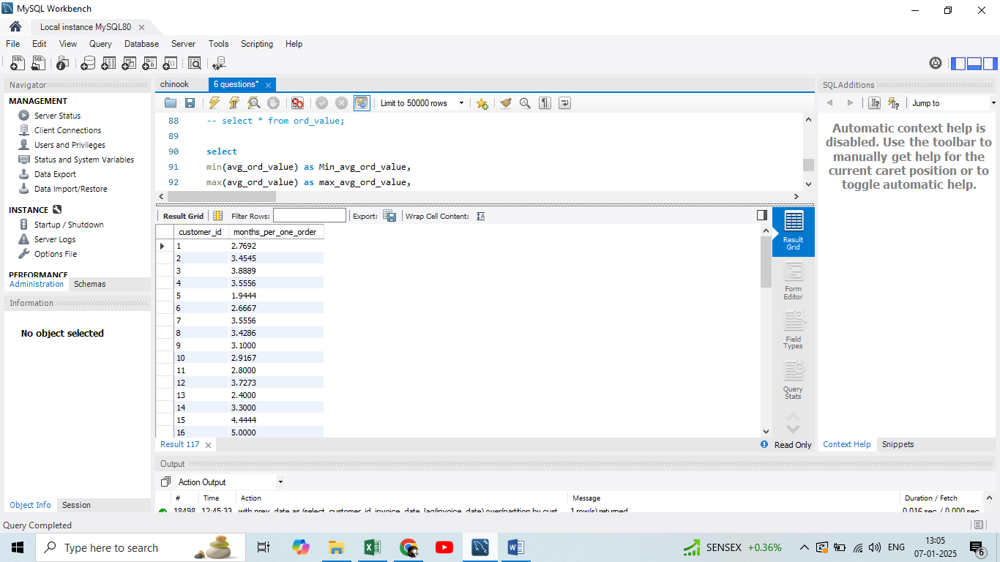 MySQL Workbench
Local instance MySQL80
File Edit View Query Database Server Tools Scripting Help
Navigator
MANAGEMENT
Server Status
Client Connections
Users and Privileges
Status and System Variables
Data Export
Data Import/Restore
INSTANCE
Startup / Shutdown
Server Logs
Options File
PERFORMANCE
Administration Schemas
Information
No object selected
Object Info Session
chinook 6 questions*
Limit to 50000 rows
88 -- select * from ord_value;
89
90 select
91 min(avg_ord_value) as Min_avg_ord_value,
92 max(avg_ord_value) as max_avg_ord_value,
Result Grid Filter Rows: Export: Wrap Cell Content:
customer_id months_per_one_order
1 2.7692
2 3.4545
3 3.8889
4 3.5556
5 1.9444
6 2.6667
7 3.5556
8 3.4286
9 3.1000
10 2.9167
11 2.8000
12 3.7273
13 2.4000
14 3.3000
15 4.4444
16 5.0000
Result Grid
Form Editor
Field Types
Query Stats
Result 117 Read Only
SQLAdditions
Jump to
Automatic context help is
disabled. Use the toolbar to
manually get help for the
current caret position or to
toggle automatic help.
Context Help Snippets
Output
Action Output
# Time Action Message Duration / Fetch
18498 12:45:33 with prev_date as (select customer_id, invoice_date, lag(invoice_date) over(partition by cust... 1 row(s) returned 0.016 sec / 0.000 sec
Query Completed
Type here to search
SENSEX +0.36%
ENG
13:05
07-01-2025
6